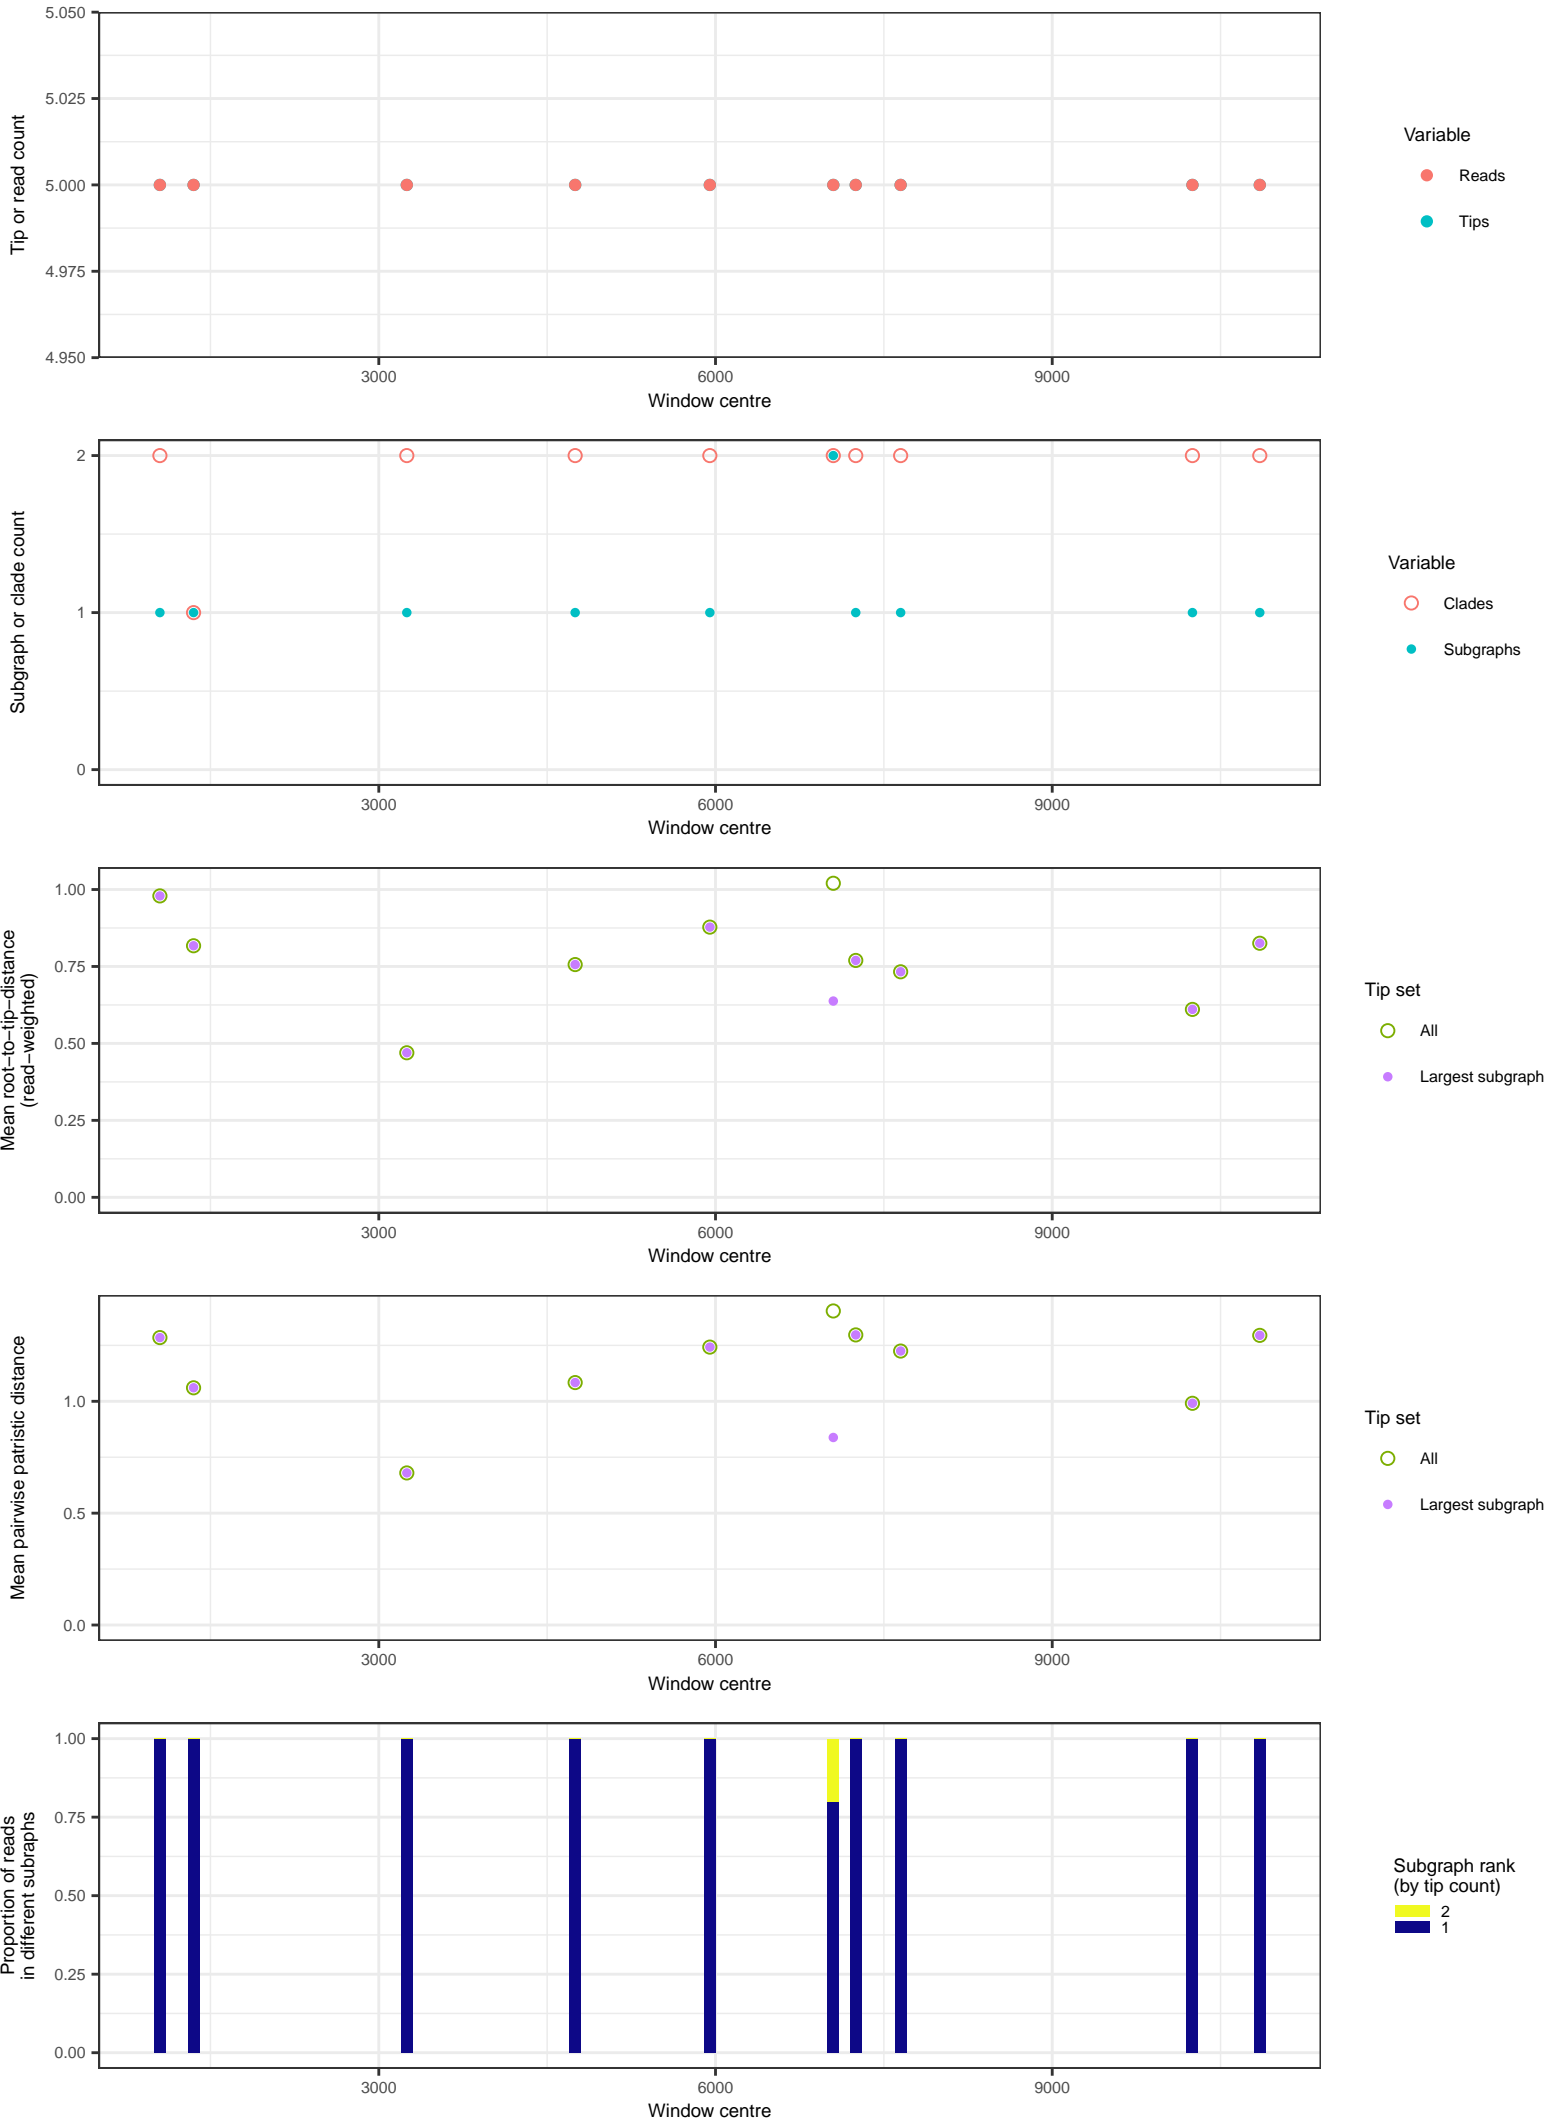 5.050
5.025
5.000
4.975
4.950
Tip or read count
3000 6000 9000
Window centre
Variable
Reads
Tips
2
1
0
Subgraph or clade count
3000 6000 9000
Window centre
Variable
Clades
Subgraphs
1.00
0.75
0.50
0.25
0.00
Mean root−to−tip−distance
(read−weighted)
3000 6000 9000
Window centre
Tip set
All
Largest subgraph
1.0
0.5
0.0
Mean pairwise patristic distance
3000 6000 9000
Window centre
Tip set
All
Largest subgraph
1.00
0.75
0.50
0.25
0.00
Proportion of reads
in different subraphs
3000 6000 9000
Window centre
Subgraph rank
(by tip count)
2
1